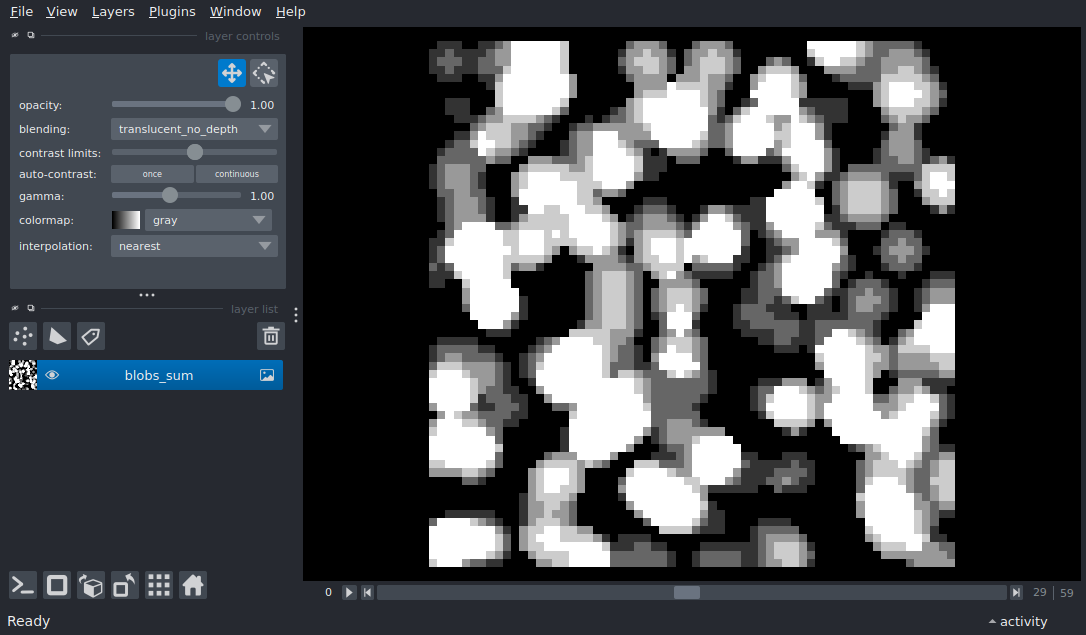 File View Layers Plugins Window Help
layer controls
opacity: 1.00
blending: translucent_no_depth
contrast limits:
auto-contrast: once continuous
gamma: 1.00
colormap: gray
interpolation: nearest
layer list
blobs_sum
0 29 59
Ready activity